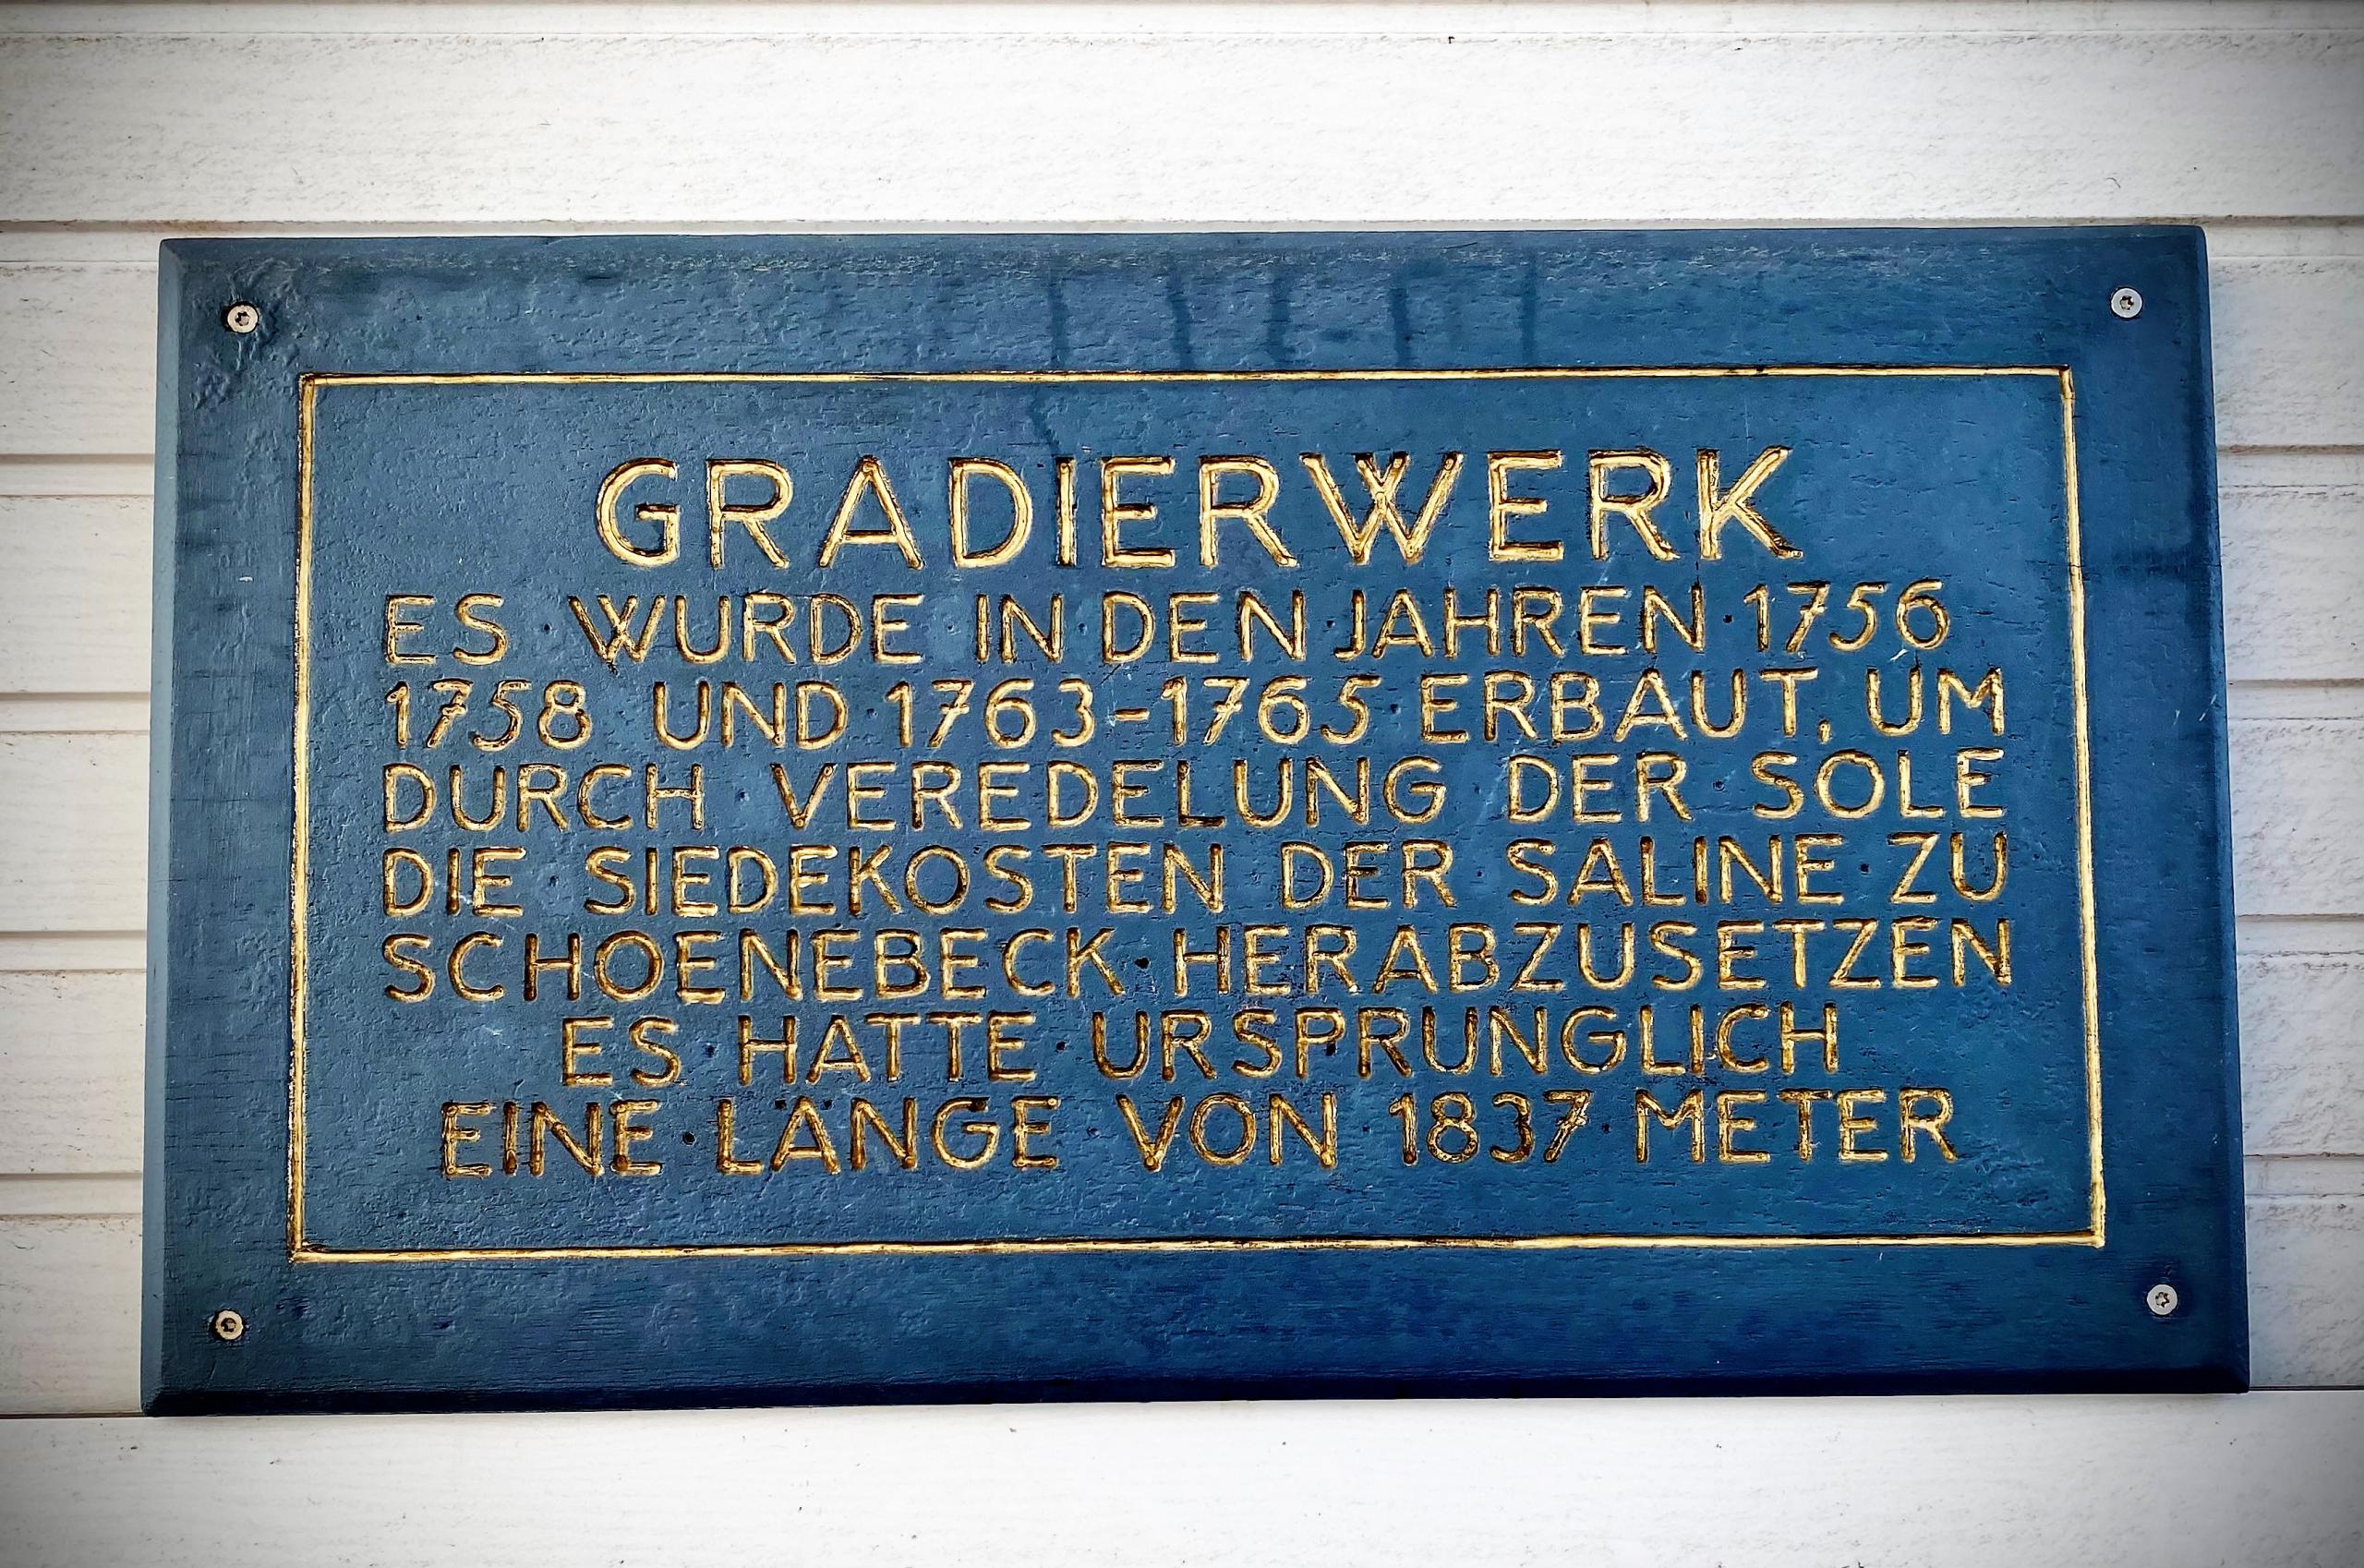 GRADIERWERK
ES WURDE IN DEN JAHREN 1756
1758 UND 1763-1765 ERBAUT, UM
DURCH VEREDELUNG DER SOLE
DIE SIEDEKOSTEN DER SALINE ZU
SCHOENEBECK HERABZUSETZEN
ES HATTE URSPRUNGLICH
EINE LÄNGE VON 1837 METER